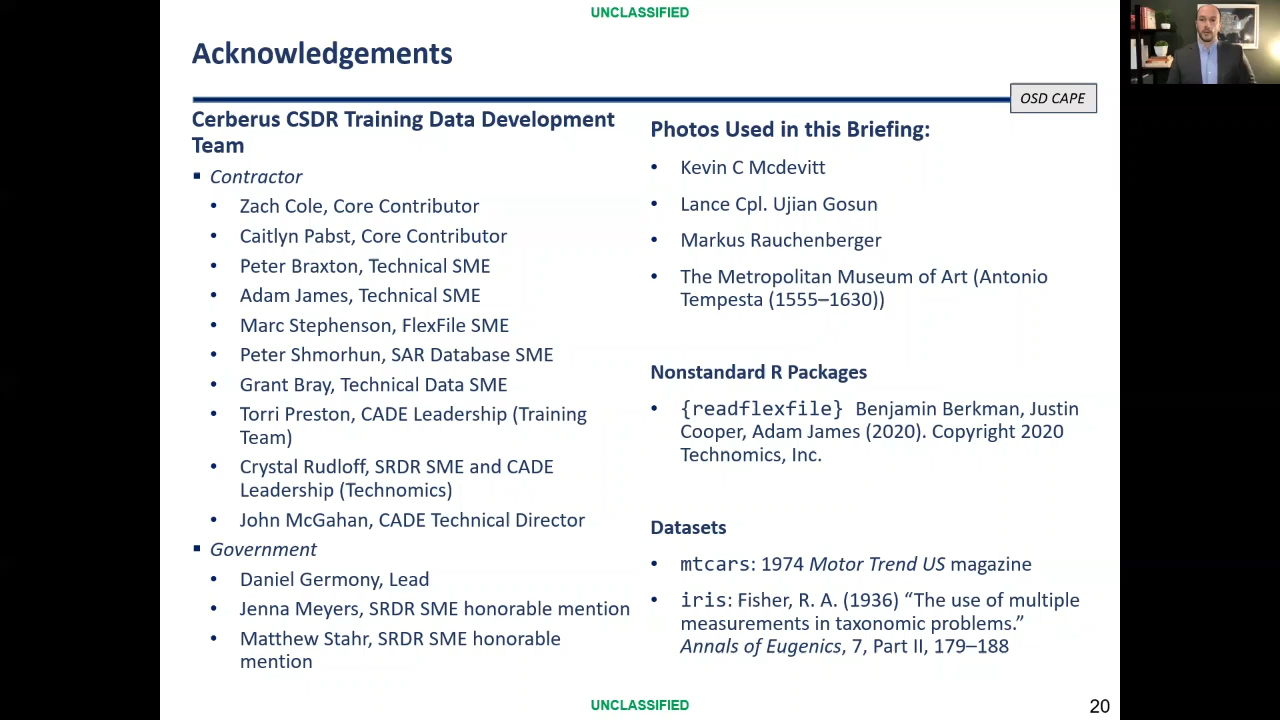 UNCLASSIFIED
Acknowledgements
OSD CAPE
Cerberus CSDR Training Data Development
Team
▪ Contractor
• Zach Cole, Core Contributor
• Caitlyn Pabst, Core Contributor
• Peter Braxton, Technical SME
• Adam James, Technical SME
• Marc Stephenson, FlexFile SME
• Peter Shmorhun, SAR Database SME
• Grant Bray, Technical Data SME
• Torri Preston, CADE Leadership (Training
Team)
• Crystal Rudloff, SRDR SME and CADE
Leadership (Technomics)
• John McGahan, CADE Technical Director
▪ Government
• Daniel Germony, Lead
• Jenna Meyers, SRDR SME honorable mention
• Matthew Stahr, SRDR SME honorable
mention
Photos Used in this Briefing:
• Kevin C Mcdevitt
• Lance Cpl. Ujian Gosun
• Markus Rauchenberger
• The Metropolitan Museum of Art (Antonio
Tempesta (1555–1630))
Nonstandard R Packages
• {readflexfile} Benjamin Berkman, Justin
Cooper, Adam James (2020). Copyright 2020
Technomics, Inc.
Datasets
• mtcars: 1974 Motor Trend US magazine
• iris: Fisher, R. A. (1936) “The use of multiple
measurements in taxonomic problems.”
Annals of Eugenics, 7, Part II, 179–188
UNCLASSIFIED
20